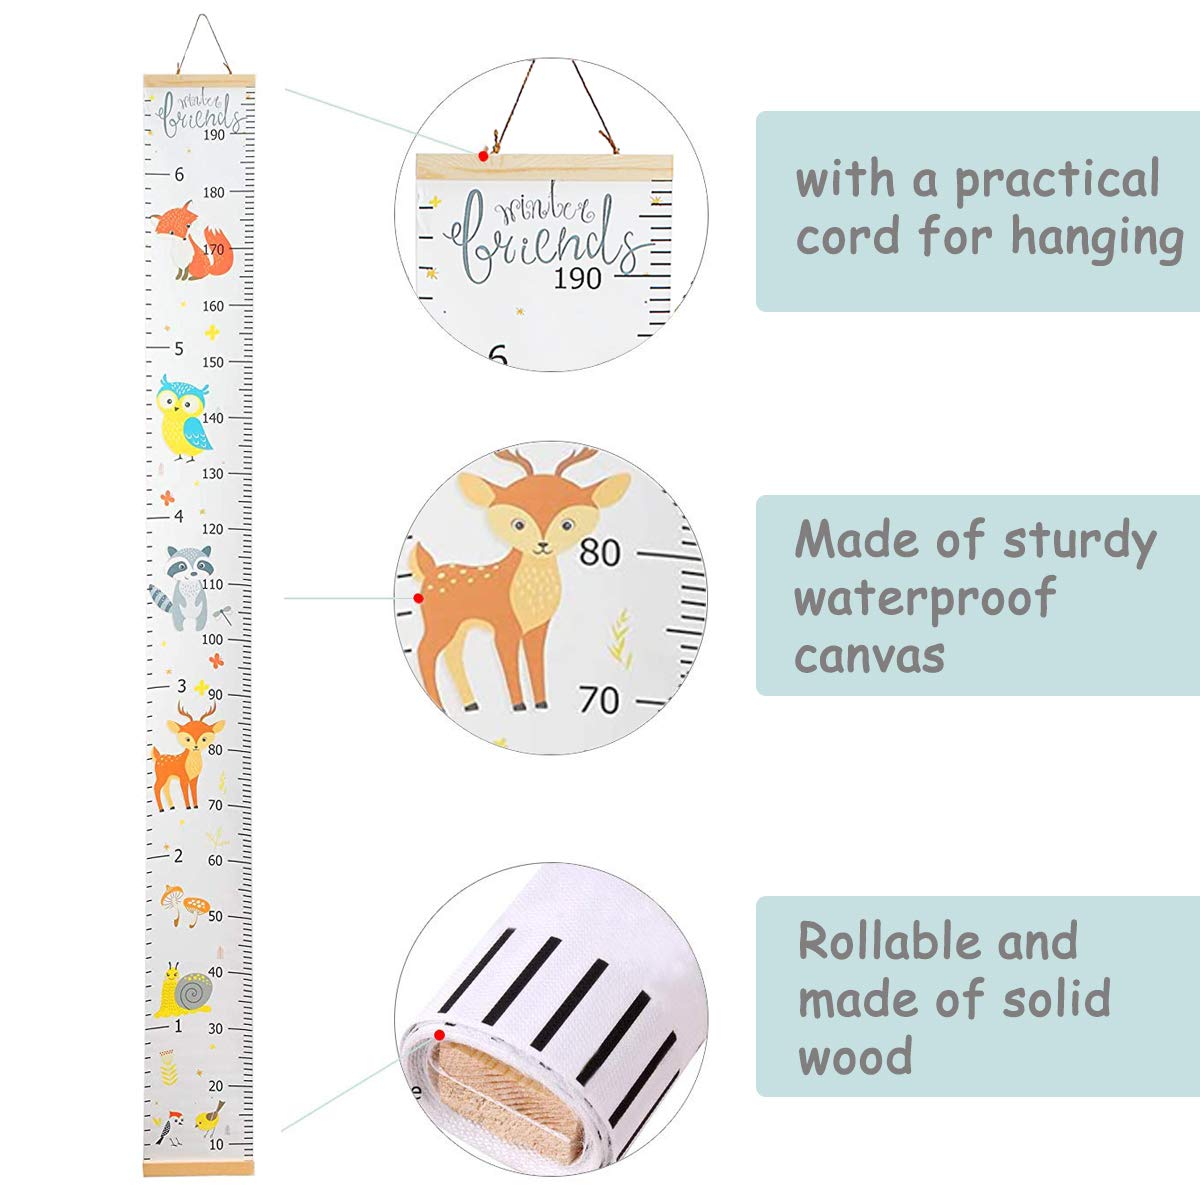 winter
friends
190
6
180
170
160
5
150
140
130
4
120
110
100
3
90
80
70
2
60
50
40
1
30
20
10
winter
friends
190
6
80
70
e
with a practical
cord for hanging
Made of sturdy
waterproof
canvas
Rollable and
made of solid
wood